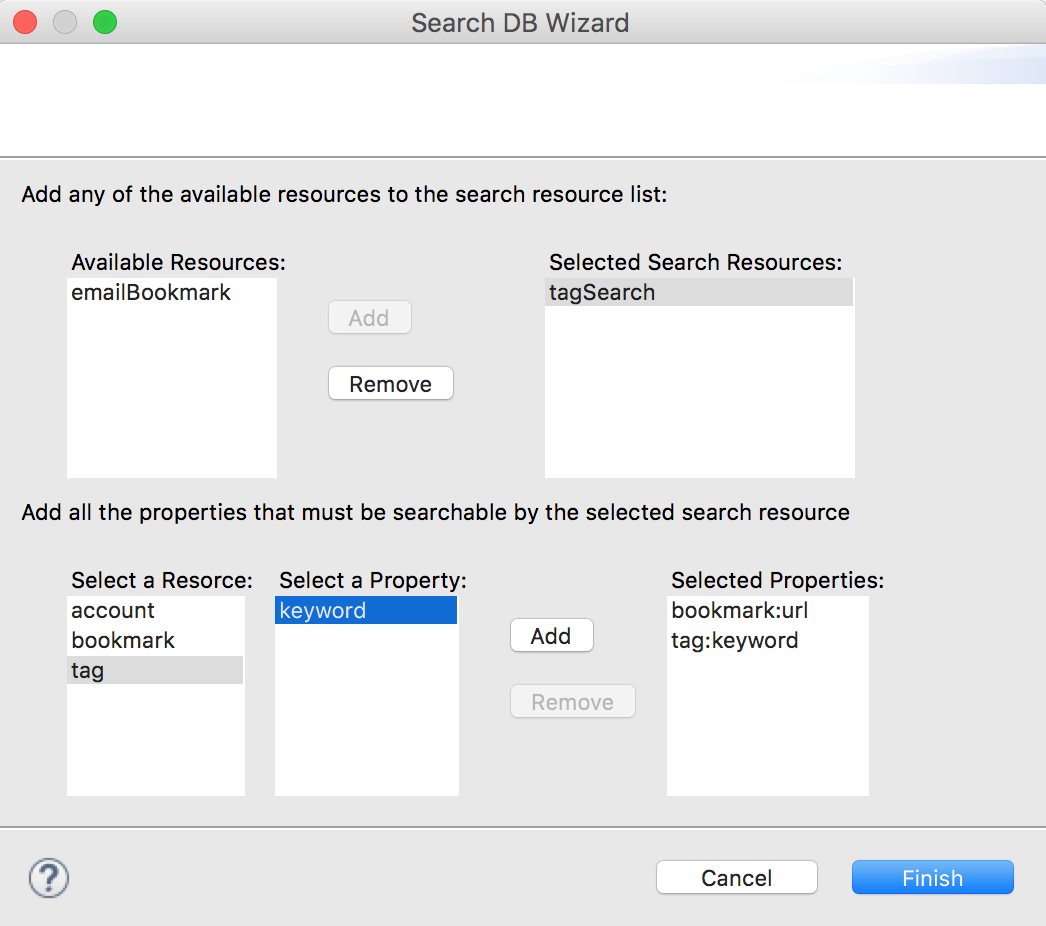 Search DB Wizard
Add any of the available resources to the search resource list:
Available Resources:
emailBookmark
Add
Remove
Selected Search Resources:
tagSearch
Add all the properties that must be searchable by the selected search resource
Select a Resorce:
account
bookmark
tag
Select a Property:
keyword
Add
Remove
Selected Properties:
bookmark:url
tag:keyword
?
Cancel
Finish